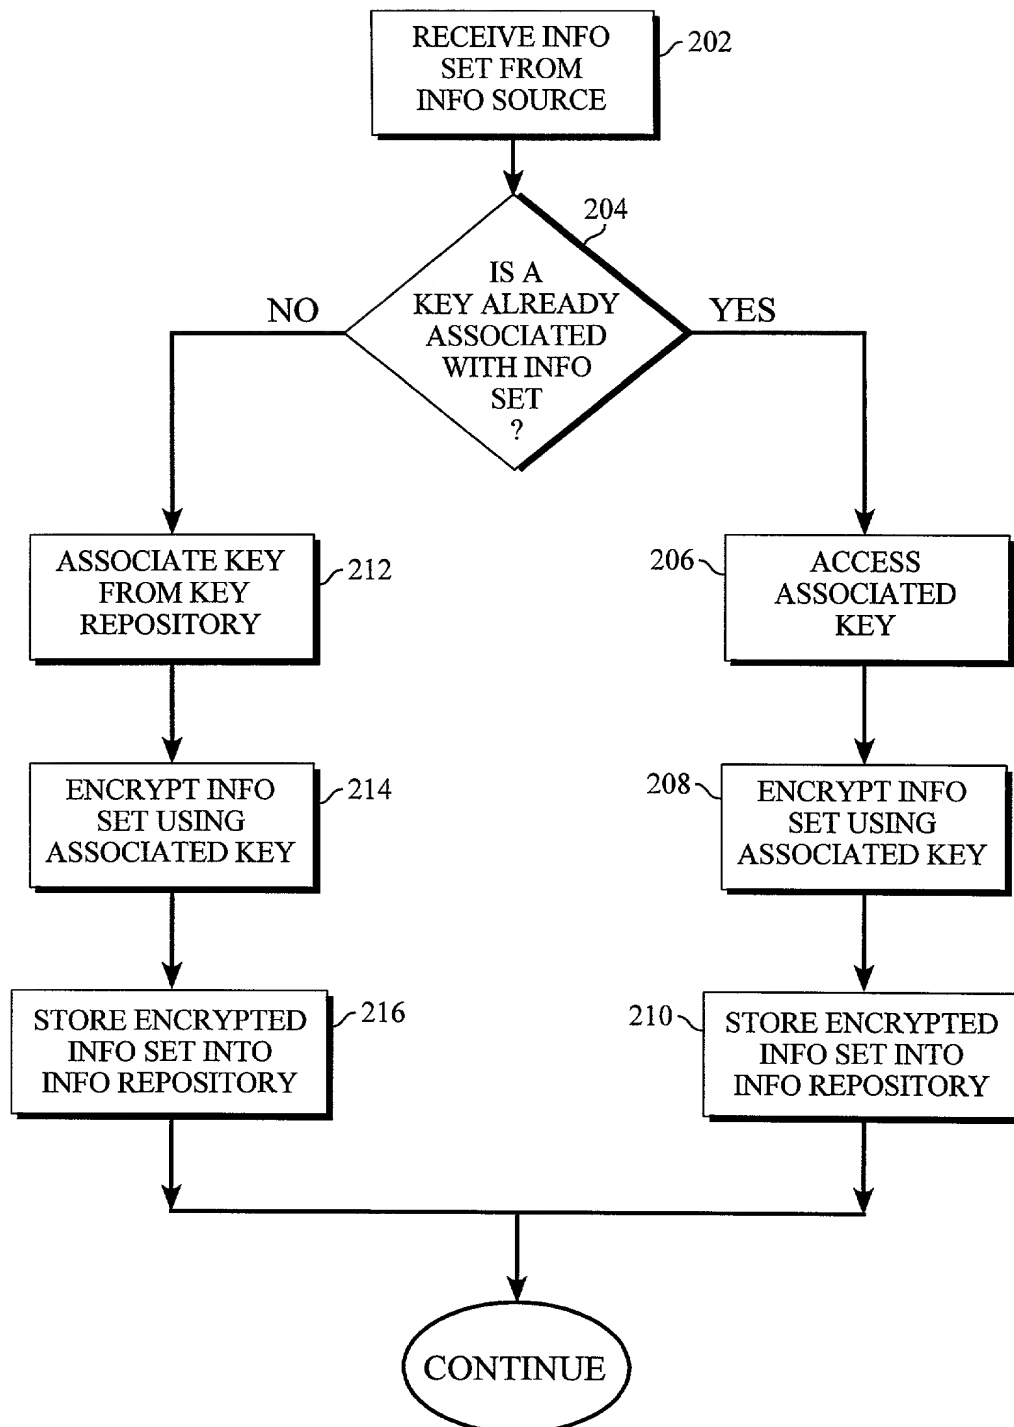 RECEIVE INFO
SET FROM
INFO SOURCE
202
204
IS A
KEY ALREADY
ASSOCIATED
WITH INFO
SET
?
NO
YES
ASSOCIATE KEY
FROM KEY
REPOSITORY
212
206
ACCESS
ASSOCIATED
KEY
ENCRYPT INFO
SET USING
ASSOCIATED KEY
214
208
ENCRYPT INFO
SET USING
ASSOCIATED KEY
STORE ENCRYPTED
INFO SET INTO
INFO REPOSITORY
216
210
STORE ENCRYPTED
INFO SET INTO
INFO REPOSITORY
CONTINUE